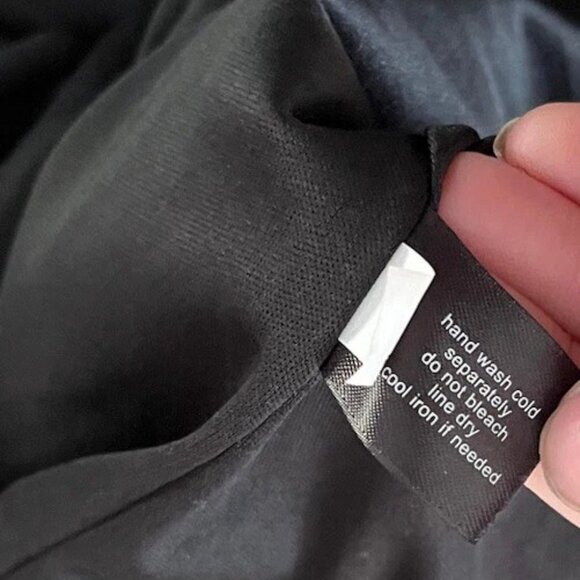 hand wash cold
separately
do not bleach
line dry
cool iron if needed